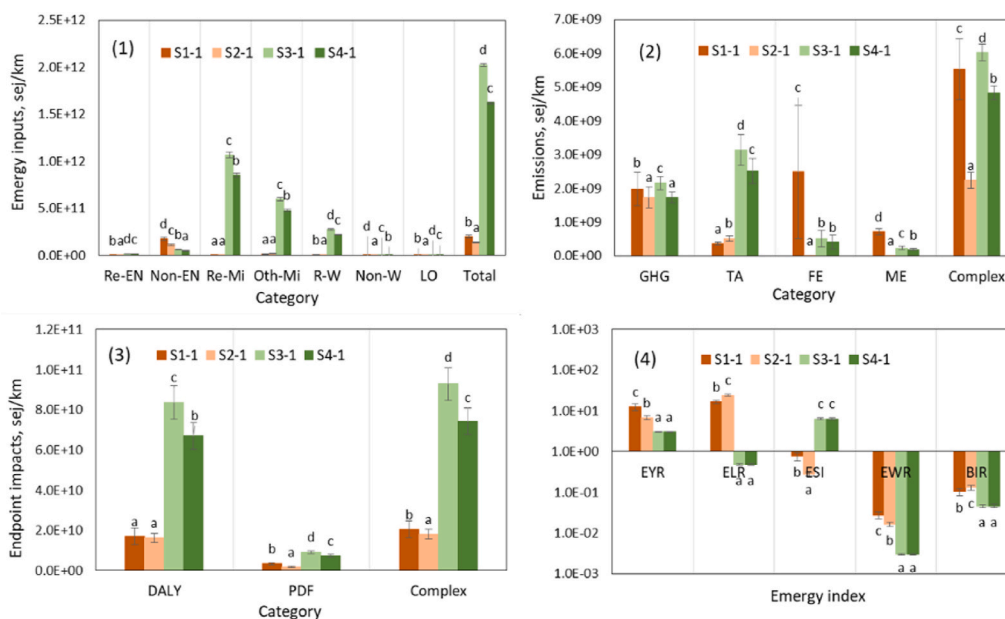 2.5E+12
2.0E+12
1.5E+12
1.0E+12
5.0E+11
0.0E+00
Emergy inputs, sej/km
(1)
S1-1 S2-1 S3-1 S4-1
b a d c
d c b a
a a c b
a a c b
b a d c
d a c b
b a c b
b a d c
Re-EN Non-EN Re-Mi Oth-Mi R-W Non-W LO Total
Category
7.0E+09
6.0E+09
5.0E+09
4.0E+09
3.0E+09
2.0E+09
1.0E+09
0.0E+00
Emissions, sej/km
(2)
S1-1 S2-1 S3-1 S4-1
b a c a
a b d c
c a b b
d a c b
c a d b
GHG TA FE ME Complex
Category
1.2E+11
1.0E+11
8.0E+10
6.0E+10
4.0E+10
2.0E+10
0.0E+00
Endpoint impacts, sej/km
(3)
S1-1 S2-1 S3-1 S4-1
a a c b
b a d c
b a d c
DALY PDF Complex
Category
1.0E+03
1.0E+02
1.0E+01
1.0E+00
1.0E-01
1.0E-02
1.0E-03
(4)
S1-1 S2-1 S3-1 S4-1
c b a a
b c a a
b a c c
c b a a
b c a a
EYR ELR ESI EWR BIR
Emergy index